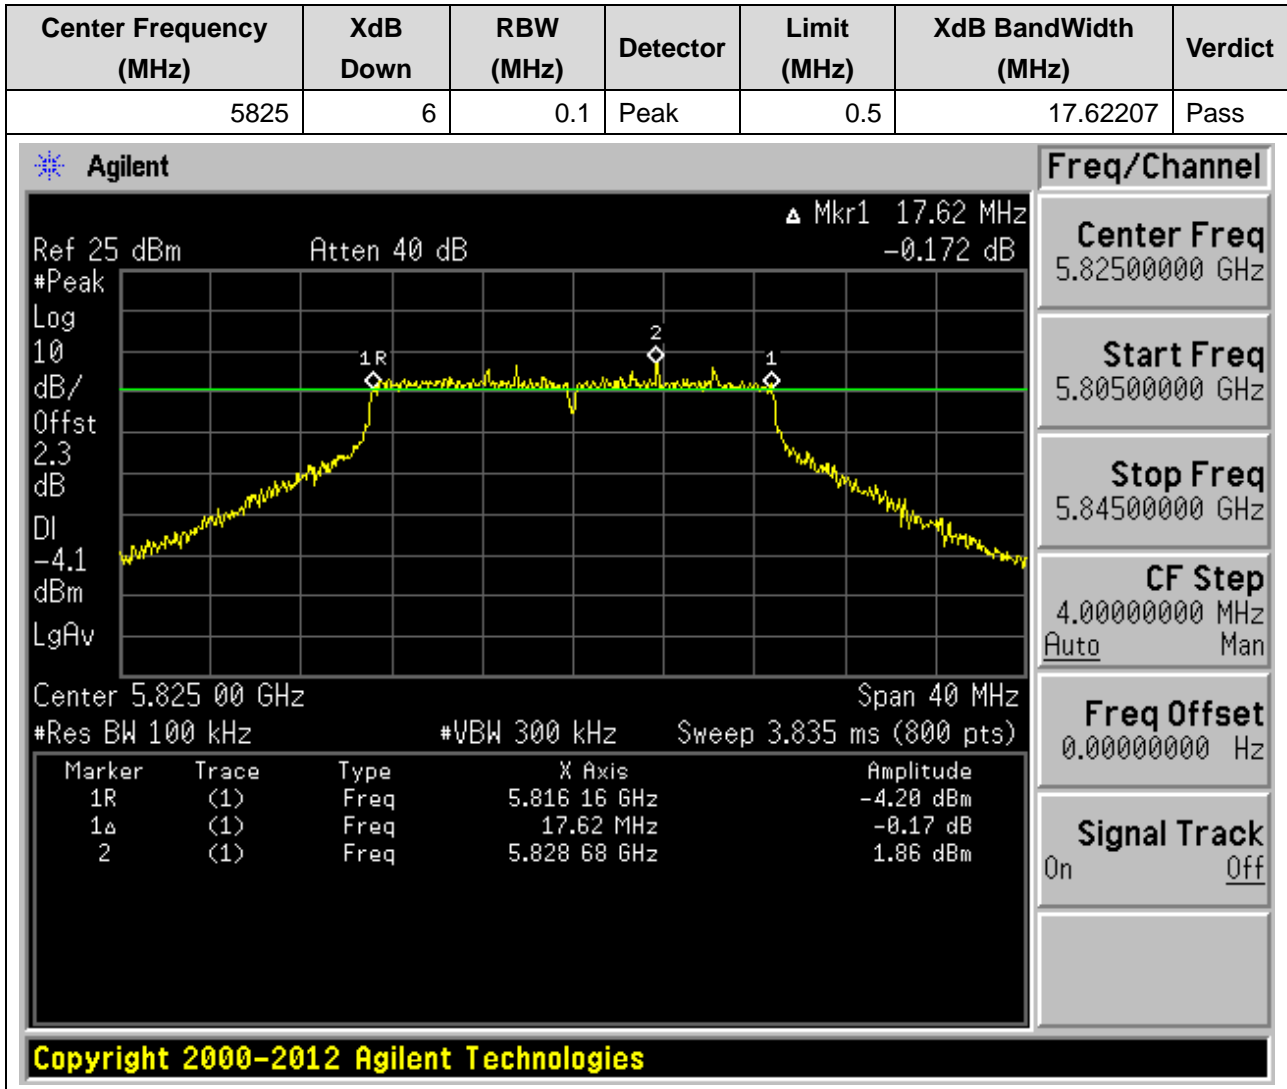 Center Frequency (MHz) XdB Down RBW (MHz) Detector Limit (MHz) XdB BandWidth (MHz) Verdict
5825 6 0.1 Peak 0.5 17.62207 Pass
Agilent
Freq/Channel
Δ Mkr1 17.62 MHz
Ref 25 dBm Atten 40 dB -0.172 dB
#Peak
Log
10
dB/
Offst
2.3
dB
DI
-4.1
dBm
LgAv
1R
2
1
Center 5.825 00 GHz Span 40 MHz
#Res BW 100 kHz #VBW 300 kHz Sweep 3.835 ms (800 pts)
Marker Trace Type X Axis Amplitude
1R (1) Freq 5.816 16 GHz -4.20 dBm
1Δ (1) Freq 17.62 MHz -0.17 dB
2 (1) Freq 5.828 68 GHz 1.86 dBm
Center Freq
5.82500000 GHz
Start Freq
5.80500000 GHz
Stop Freq
5.84500000 GHz
CF Step
4.00000000 MHz
Auto Man
Freq Offset
0.00000000 Hz
Signal Track
On Off
Copyright 2000-2012 Agilent Technologies